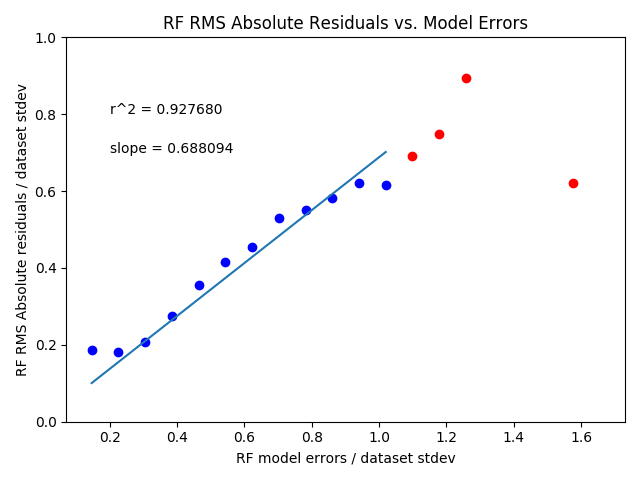 RF RMS Absolute Residuals vs. Model Errors
1.0
0.8
0.6
0.4
0.2
0.0
RF RMS Absolute residuals / dataset stdev
r^2 = 0.927680
slope = 0.688094
0.2 0.4 0.6 0.8 1.0 1.2 1.4 1.6
RF model errors / dataset stdev